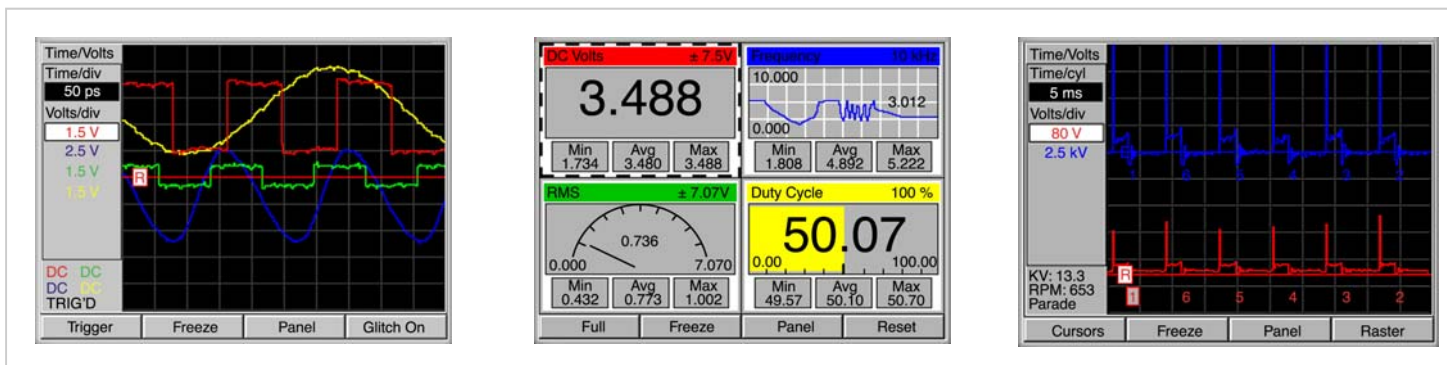 Time/Volts
Time/div
50 ps
Volts/div
1.5 V
2.5 V
1.5 V
1.5 V
R
DC DC
DC DC
TRIG'D
Trigger Freeze Panel Glitch On
DC Volts ± 7.5V
3.488
Min Avg Max
1.734 3.480 3.488
Frequency 10 kHz
10.000
3.012
0.000
Min Avg Max
1.808 4.892 5.222
RMS ± 7.07V
0.736
0.000 7.070
Min Avg Max
0.432 0.773 1.002
Duty Cycle 100 %
50.07
0.00 100.00
Min Avg Max
49.57 50.10 50.70
Full Freeze Panel Reset
Time/Volts
Time/cyl
5 ms
Volts/div
80 V
2.5 kV
1 6 5 4 3 2
R
KV: 13.3
RPM: 653
Parade
1 6 5 4 3 2
Cursors Freeze Panel Raster